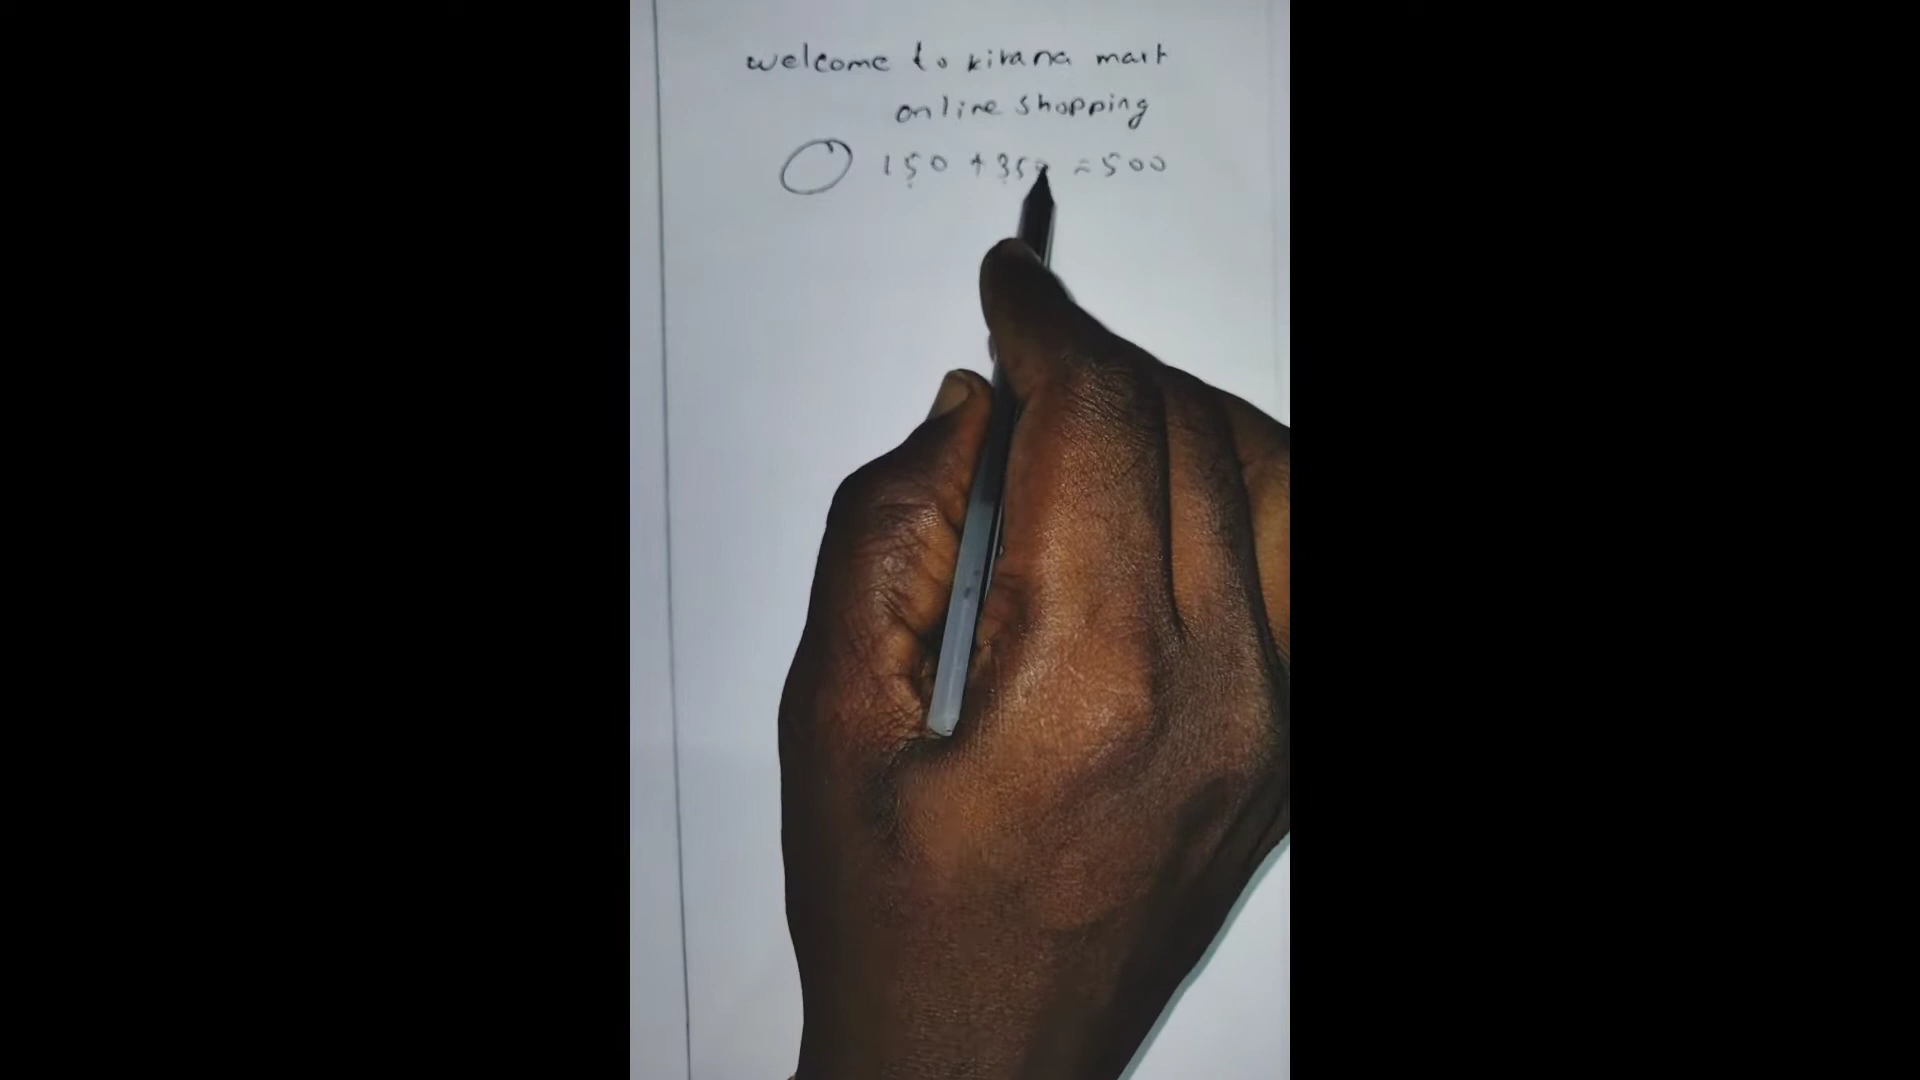 welcome to kirana mart
online shopping
150 + 350 = 500